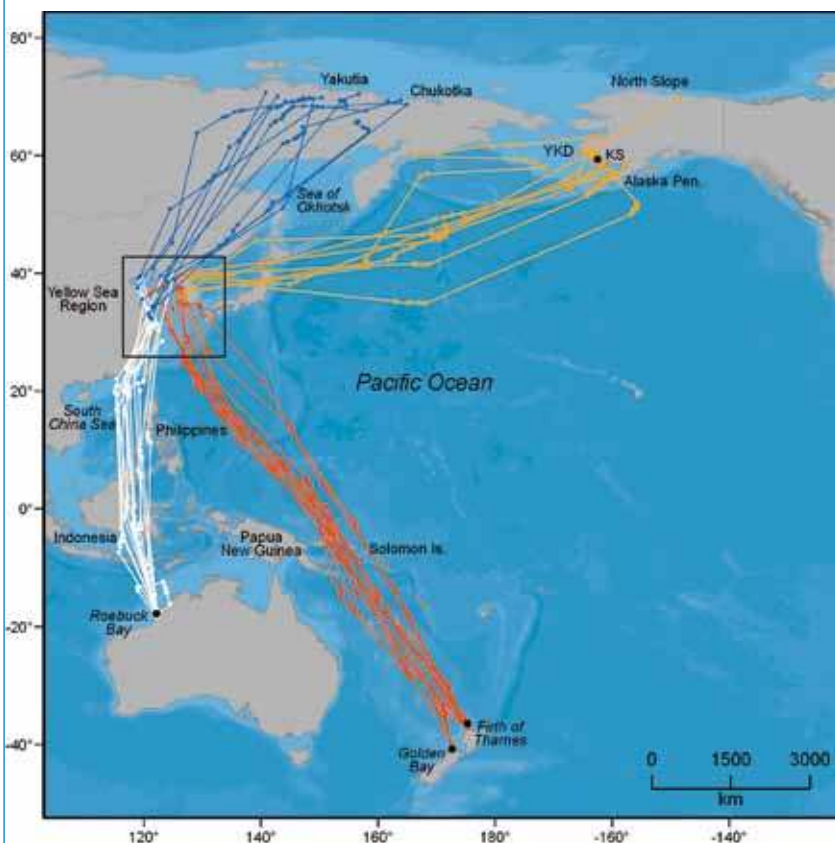 80°
Yakutia
North Slope
Chukotka
60°
YKD
KS
Alaska Pen.
Sea of
Okhotsk
40°
Yellow Sea
Region
Pacific Ocean
20°
South
China Sea
Philippines
0°
Indonesia
Papua
New Guinea
Solomon Is.
Roebuck
Bay
-20°
Firth of
Thames
Golden
Bay
-40°
0 1500 3000
km
120° 140° 160° 180° -160° -140°